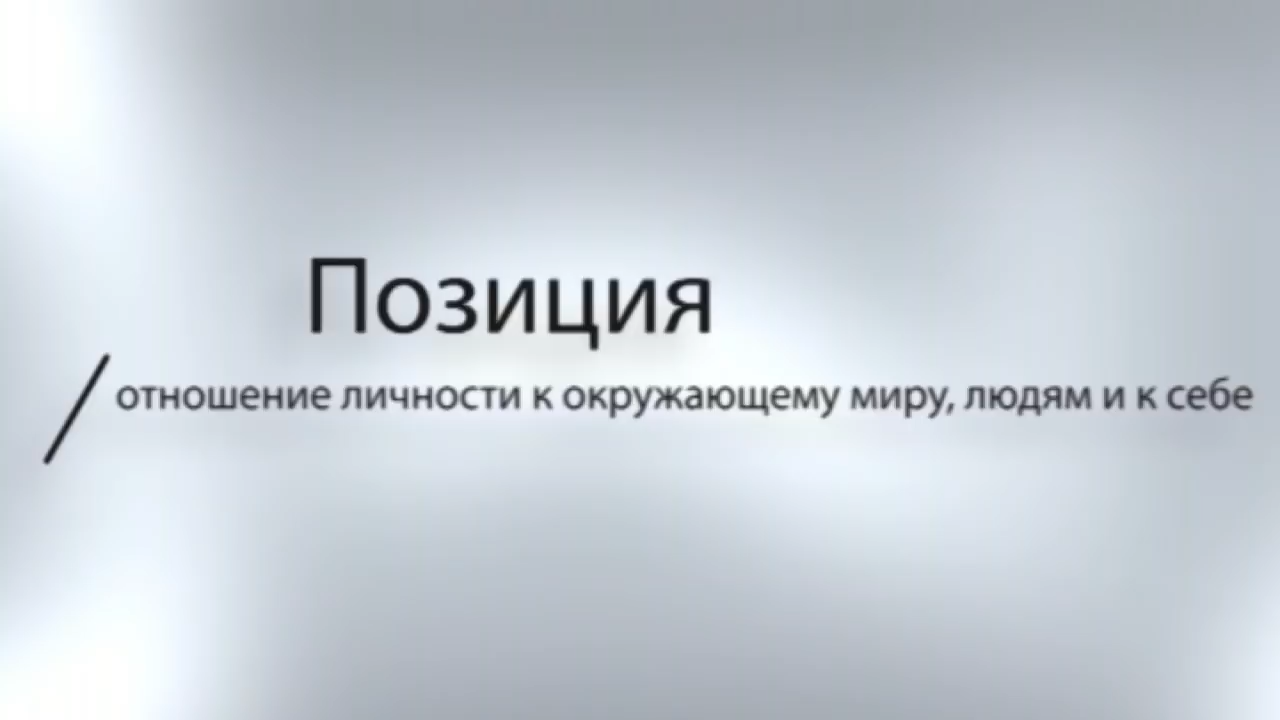 Позиция
отношение личности к окружающему миру, людям и к себе